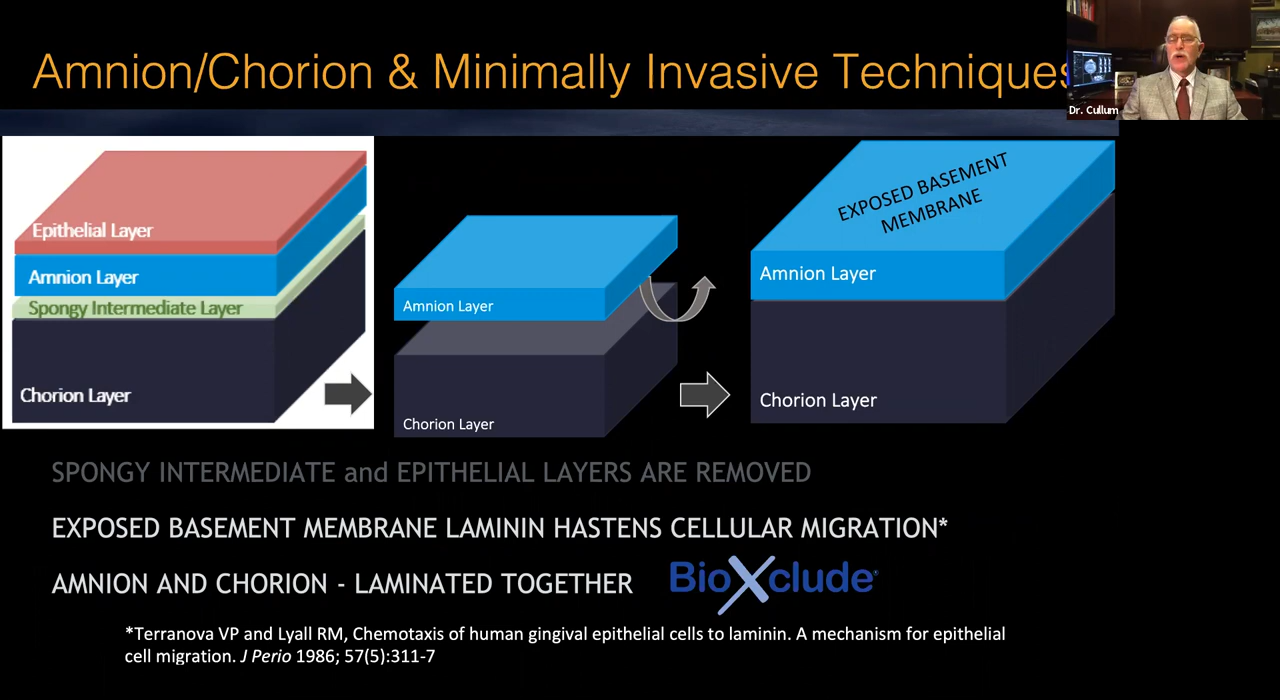 Amnion/Chorion & Minimally Invasive Techniques
Dr. Cullum
Epithelial Layer
Amnion Layer
Spongy Intermediate Layer
Chorion Layer
Amnion Layer
Chorion Layer
EXPOSED BASEMENT
MEMBRANE
Amnion Layer
Chorion Layer
SPONGY INTERMEDIATE and EPITHELIAL LAYERS ARE REMOVED
EXPOSED BASEMENT MEMBRANE LAMININ HASTENS CELLULAR MIGRATION*
AMNION AND CHORION - LAMINATED TOGETHER
BioXclude
*Terranova VP and Lyall RM, Chemotaxis of human gingival epithelial cells to laminin. A mechanism for epithelial
cell migration. J Perio 1986; 57(5):311-7